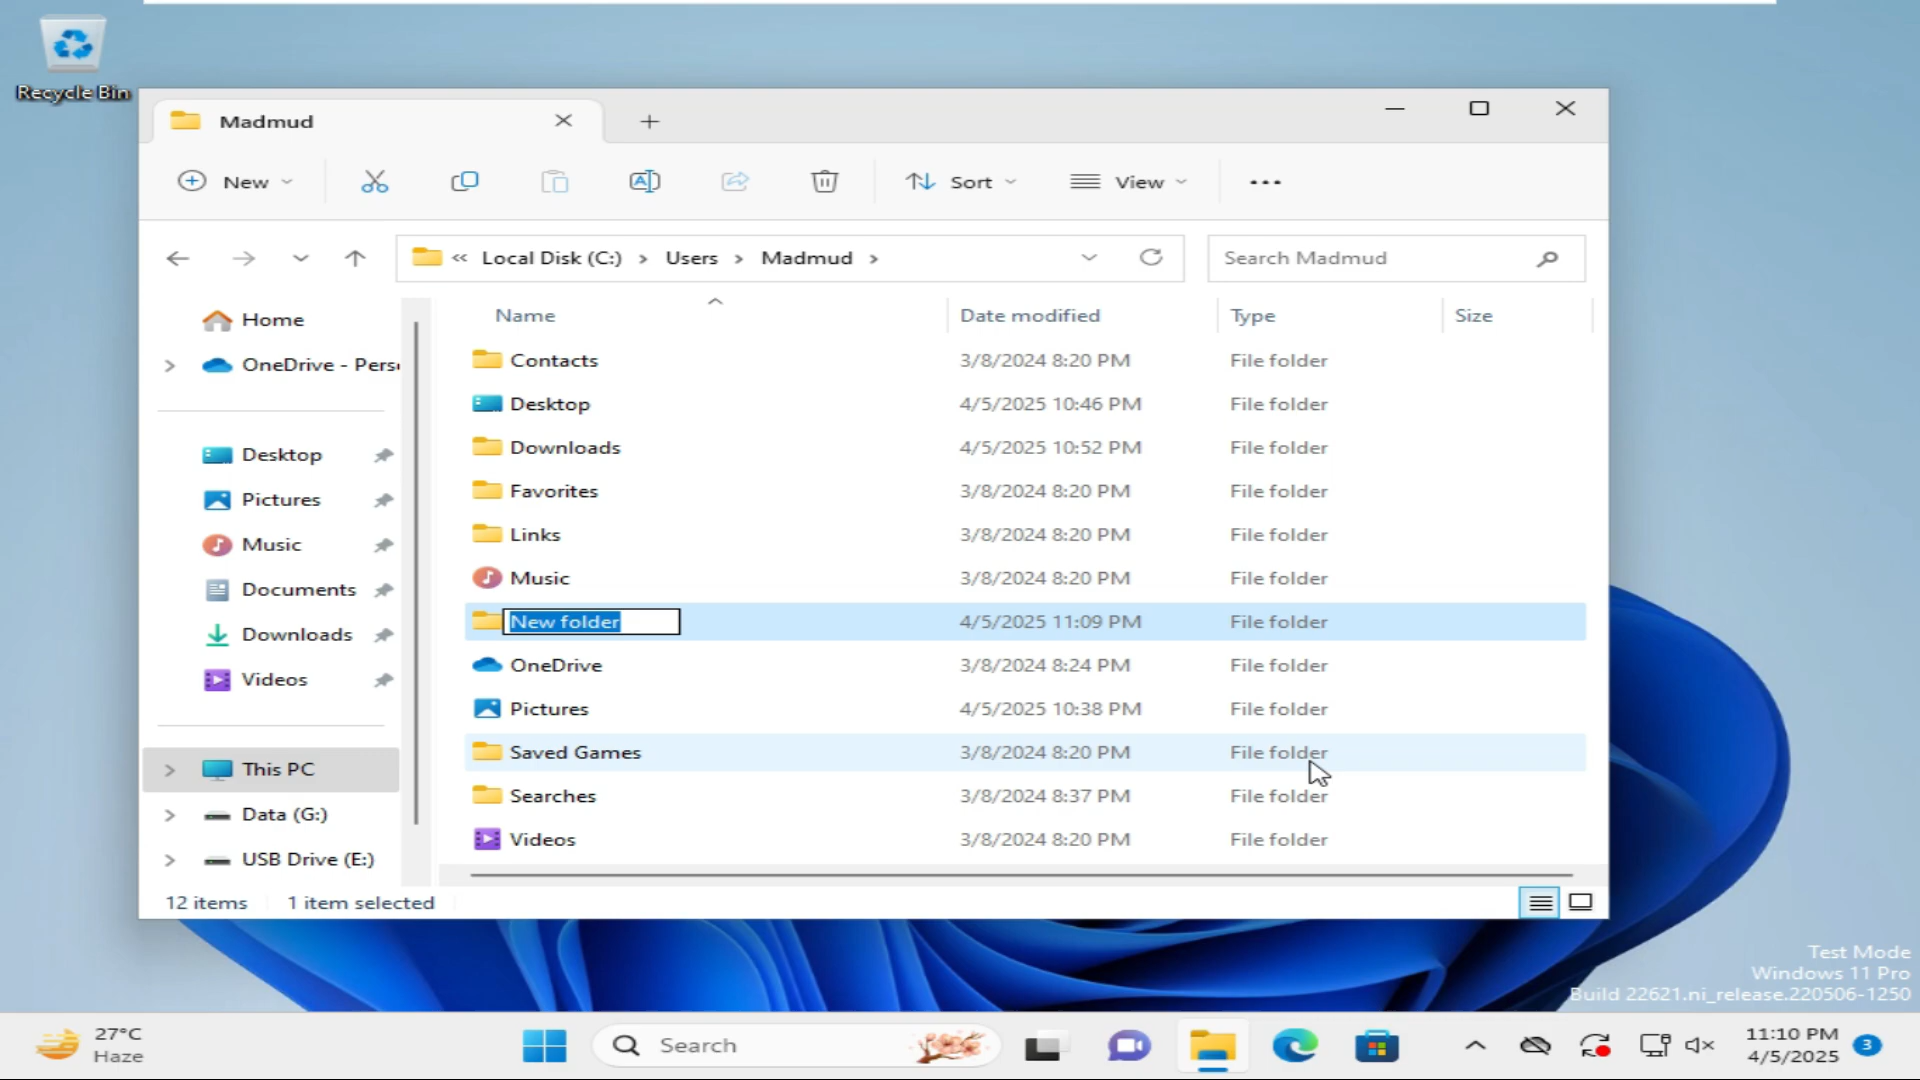 Recycle Bin
Madmud
New
Sort
View
Local Disk (C:) > Users > Madmud >
Search Madmud
Home
OneDrive - Pers
Desktop
Pictures
Music
Documents
Downloads
Videos
This PC
Data (G:)
USB Drive (E:)
Name Date modified Type Size
Contacts 3/8/2024 8:20 PM File folder
Desktop 4/5/2025 10:46 PM File folder
Downloads 4/5/2025 10:52 PM File folder
Favorites 3/8/2024 8:20 PM File folder
Links 3/8/2024 8:20 PM File folder
Music 3/8/2024 8:20 PM File folder
New folder 4/5/2025 11:09 PM File folder
OneDrive 3/8/2024 8:24 PM File folder
Pictures 4/5/2025 10:38 PM File folder
Saved Games 3/8/2024 8:20 PM File folder
Searches 3/8/2024 8:37 PM File folder
Videos 3/8/2024 8:20 PM File folder
12 items 1 item selected
Test Mode
Windows 11 Pro
Build 22621.ni_release.220506-1250
27°C
Haze
Search
11:10 PM
4/5/2025
3